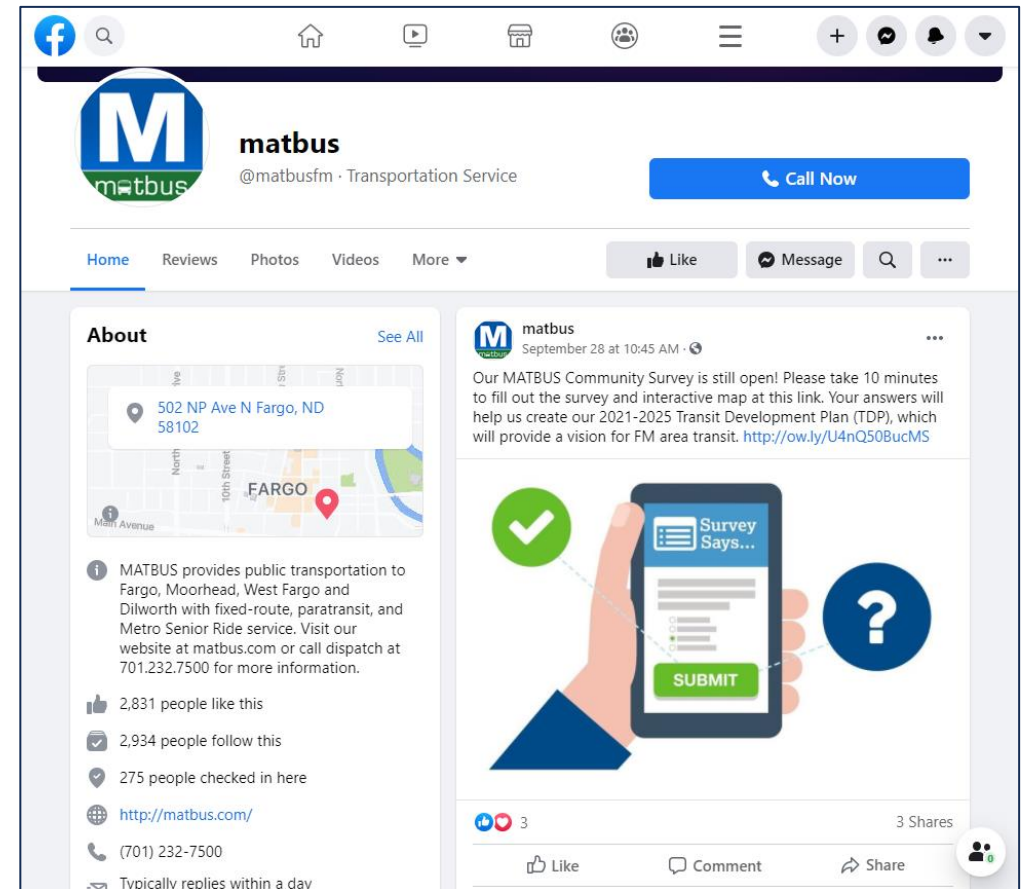 M
matbus
matbus
@matbusfm · Transportation Service
Call Now
Home Reviews Photos Videos More
Like Message
About See All
502 NP Ave N Fargo, ND
58102
North
10th Street
FARGO
Main Avenue
MATBUS provides public transportation to
Fargo, Moorhead, West Fargo and
Dilworth with fixed-route, paratransit, and
Metro Senior Ride service. Visit our
website at matbus.com or call dispatch at
701.232.7500 for more information.
2,831 people like this
2,934 people follow this
275 people checked in here
http://matbus.com/
(701) 232-7500
Typically replies within a day
M
matbus
matbus
September 28 at 10:45 AM ·
Our MATBUS Community Survey is still open! Please take 10 minutes
to fill out the survey and interactive map at this link. Your answers will
help us create our 2021-2025 Transit Development Plan (TDP), which
will provide a vision for FM area transit. http://ow.ly/U4nQ50BucMS
Survey
Says...
?
SUBMIT
3 3 Shares
Like Comment Share
0